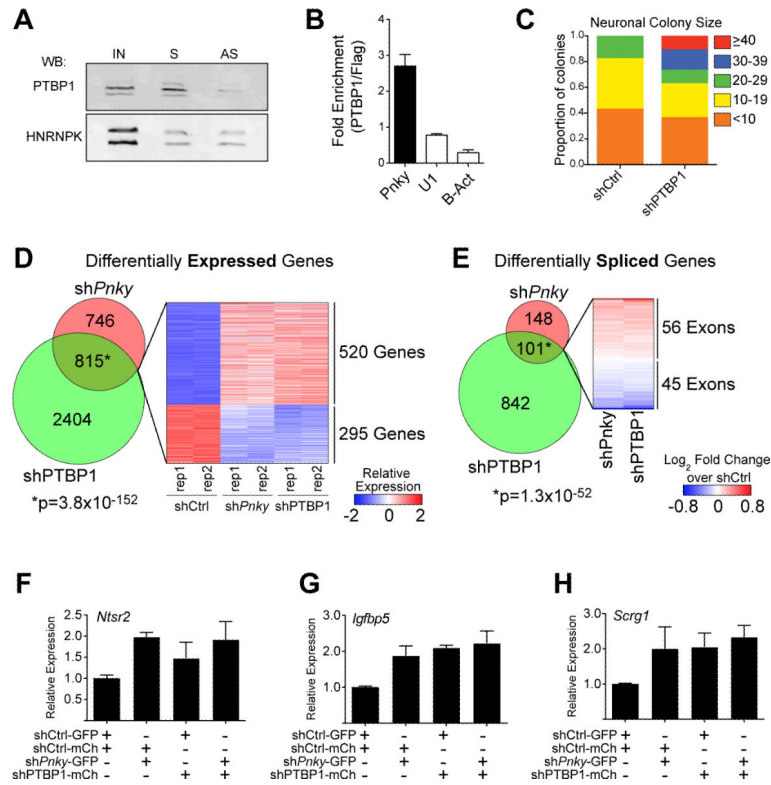 A
WB: IN S AS
PTBP1
HNRNPK
B
Fold Enrichment
(PTBP1/Flag)
4
3
2
1
0
Pnky U1 B-Act
C
Neuronal Colony Size
Proportion of colonies
1.0
0.8
0.6
0.4
0.2
0.0
shCtrl shPTBP1
≥40
30-39
20-29
10-19
<10
D
Differentially Expressed Genes
shPnky
746
815*
2404
shPTBP1
*p=3.8x10-152
520 Genes
295 Genes
rep1 rep2 rep1 rep2 rep1 rep2
shCtrl shPnky shPTBP1
Relative
Expression
-2 0 2
E
Differentially Spliced Genes
shPnky
148
101*
842
shPTBP1
*p=1.3x10-52
56 Exons
45 Exons
shPnky shPTBP1
Log2 Fold Change
over shCtrl
-0.8 0 0.8
F
Ntsr2
Relative Expression
2.5
2.0
1.5
1.0
0.5
shCtrl-GFP + - + -
shCtrl-mCh + + - -
shPnky-GFP - + - +
shPTBP1-mCh - - + +
G
Igfbp5
Relative Expression
3.0
2.0
1.0
shCtrl-GFP + - + -
shCtrl-mCh + + - -
shPnky-GFP - + - +
shPTBP1-mCh - - + +
H
Scrg1
Relative Expression
3.0
2.0
1.0
shCtrl-GFP + - + -
shCtrl-mCh + + - -
shPnky-GFP - + - +
shPTBP1-mCh - - + +